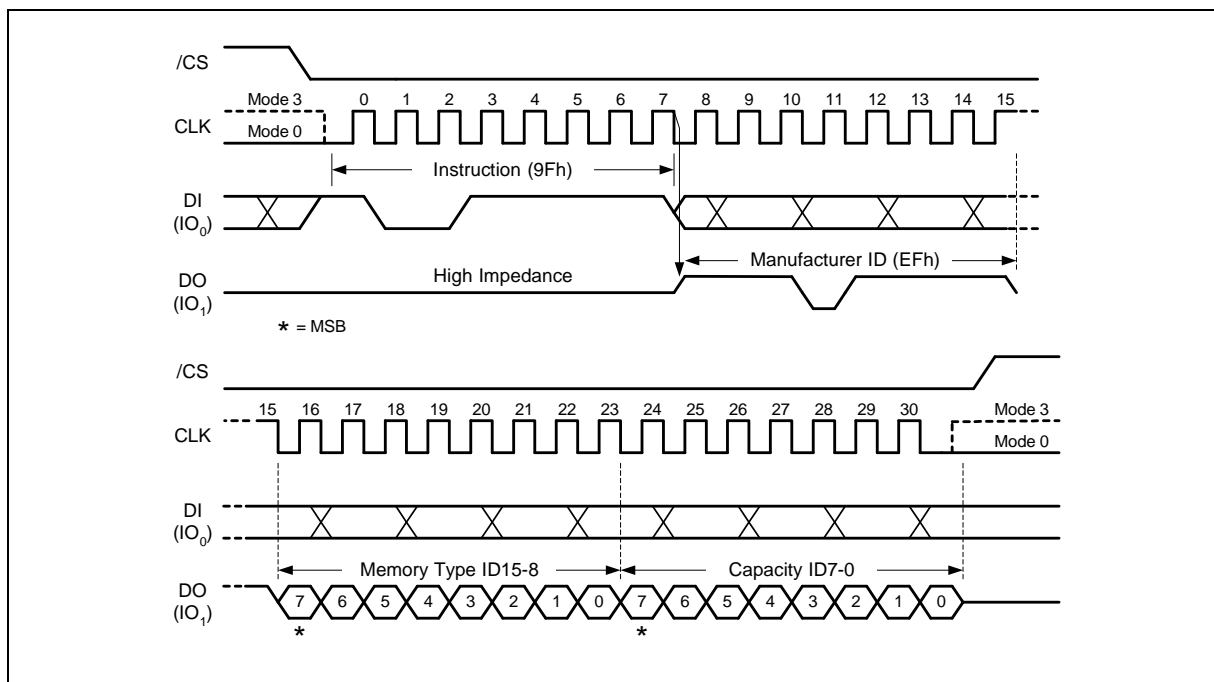 /CS
Mode 3 0 1 2 3 4 5 6 7 8 9 10 11 12 13 14 15
CLK
Mode 0
Instruction (9Fh)
DI
(IO0)
Manufacturer ID (EFh)
DO
(IO1)
High Impedance
* = MSB
/CS
15 16 17 18 19 20 21 22 23 24 25 26 27 28 29 30 Mode 3
CLK
Mode 0
DI
(IO0)
Memory Type ID15-8 Capacity ID7-0
DO
(IO1)
7 6 5 4 3 2 1 0 7 6 5 4 3 2 1 0
* *